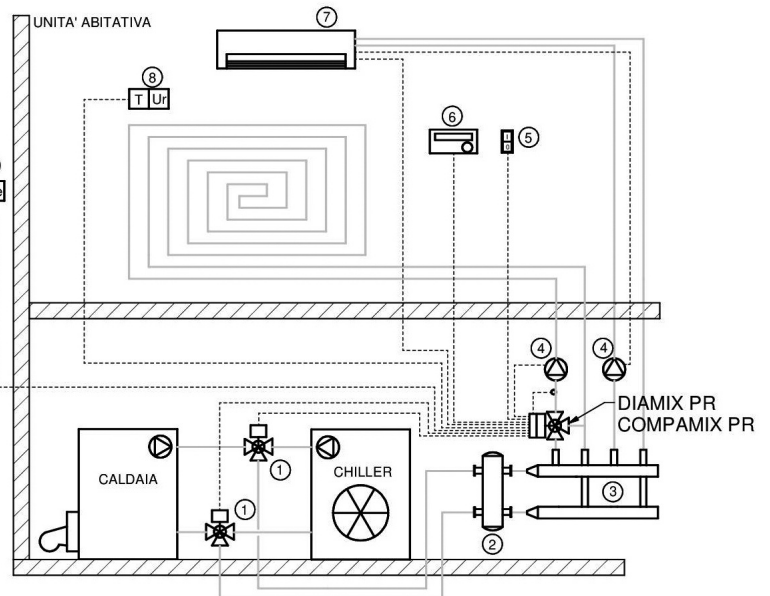 UNITA' ABITATIVA
7
8
T Ur
6
5
I
0
e
4
4
DIAMIX PR
COMPAMIX PR
CALDAIA
1
CHILLER
1
3
2